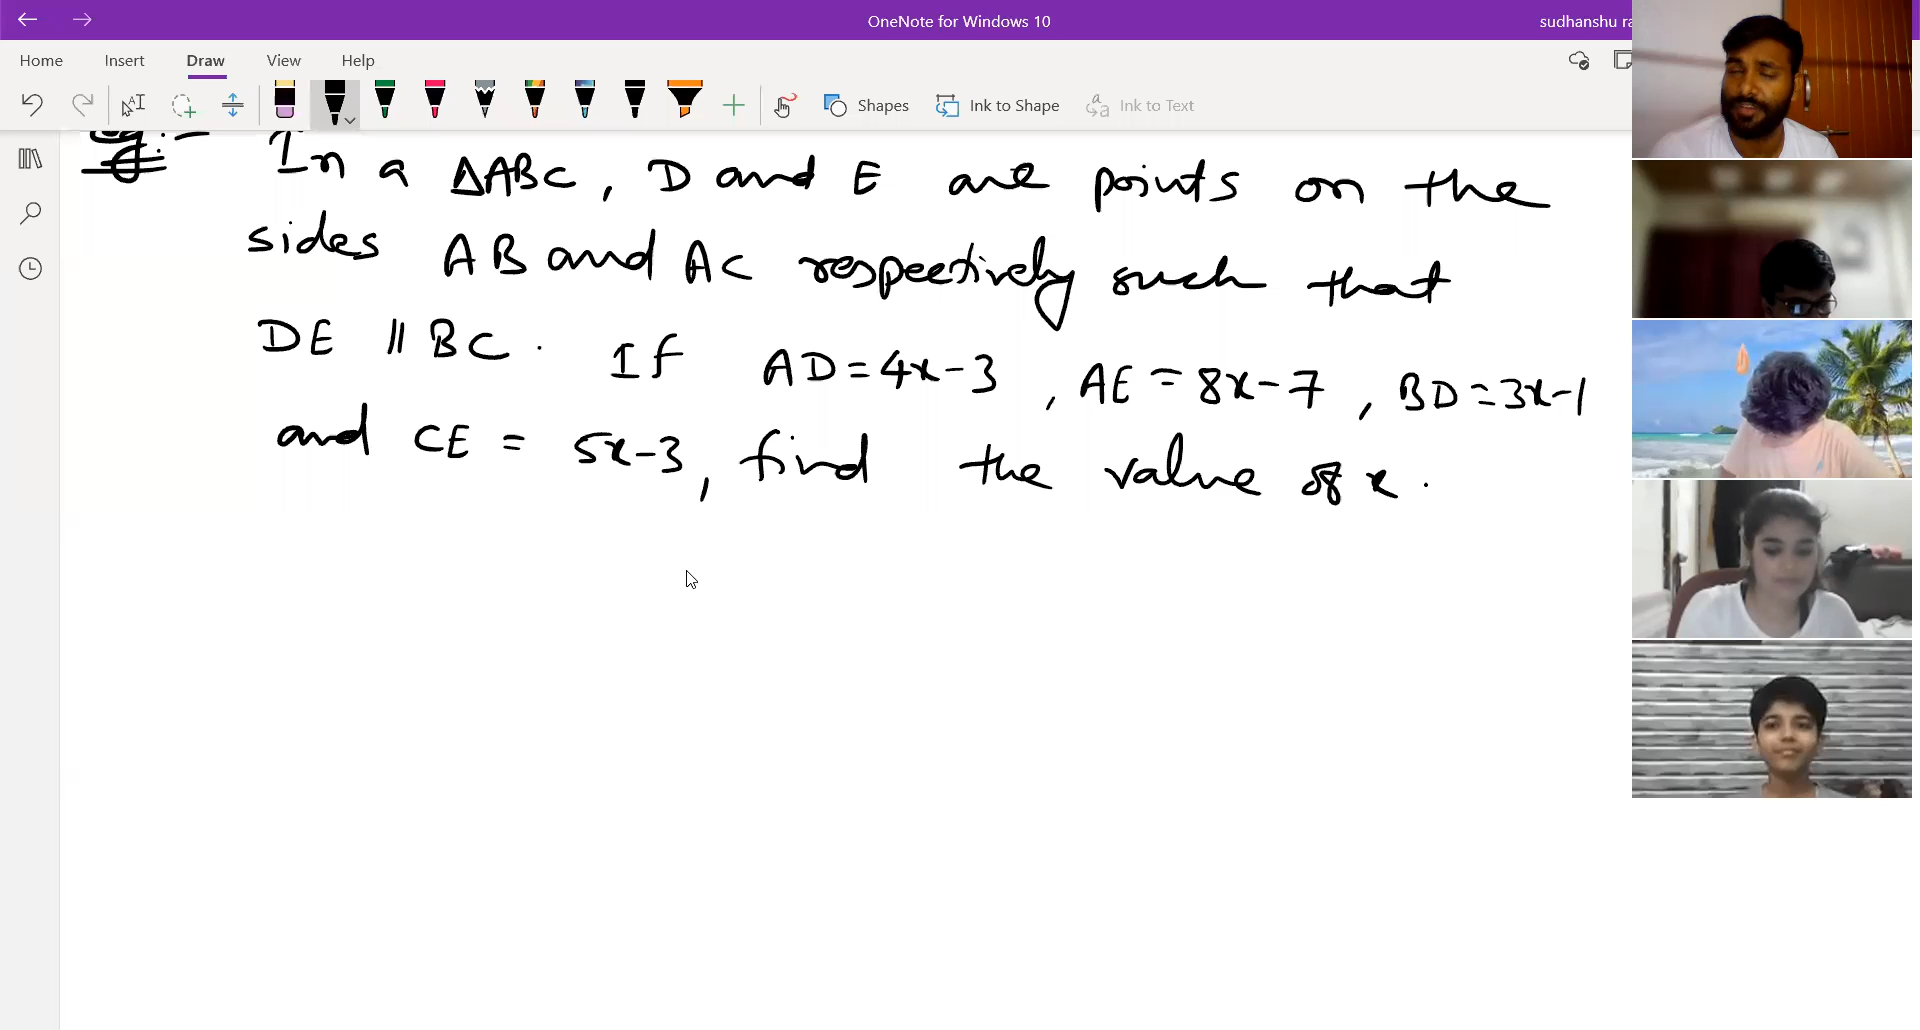 OneNote for Windows 10
sudhanshu ra
Home Insert Draw View Help
Shapes Ink to Shape Ink to Text
Eg:-
In a ΔABC, D and E are points on the
sides AB and AC respectively such that
DE || BC. If AD = 4x-3, AE = 8x-7, BD = 3x-1
and CE = 5x-3, find the value of x.